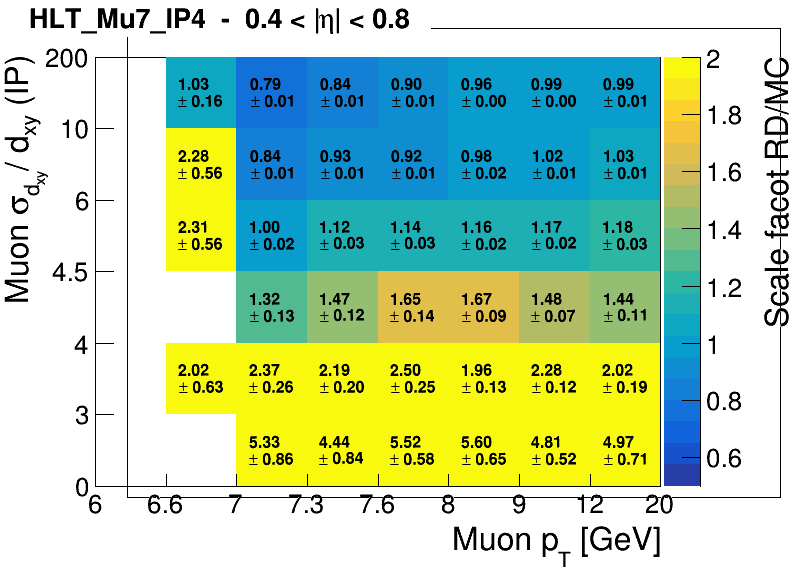 HLT_Mu7_IP4 - 0.4 < |η| < 0.8
200
10
6
4.5
4
3
0
Muon σ_dxy / d_xy (IP)
1.03 0.79 0.84 0.90 0.96 0.99 0.99
± 0.16 ± 0.01 ± 0.01 ± 0.01 ± 0.00 ± 0.00 ± 0.01
2.28 0.84 0.93 0.92 0.98 1.02 1.03
± 0.56 ± 0.01 ± 0.01 ± 0.01 ± 0.02 ± 0.01 ± 0.01
2.31 1.00 1.12 1.14 1.16 1.17 1.18
± 0.56 ± 0.02 ± 0.03 ± 0.03 ± 0.02 ± 0.02 ± 0.03
1.32 1.47 1.65 1.67 1.48 1.44
± 0.13 ± 0.12 ± 0.14 ± 0.09 ± 0.07 ± 0.11
2.02 2.37 2.19 2.50 1.96 2.28 2.02
± 0.63 ± 0.26 ± 0.20 ± 0.25 ± 0.13 ± 0.12 ± 0.19
5.33 4.44 5.52 5.60 4.81 4.97
± 0.86 ± 0.84 ± 0.58 ± 0.65 ± 0.52 ± 0.71
6 6.6 7 7.3 7.6 8 9 12 20
Muon p_T [GeV]
2
1.8
1.6
1.4
1.2
1
0.8
0.6
Scale facot RD/MC